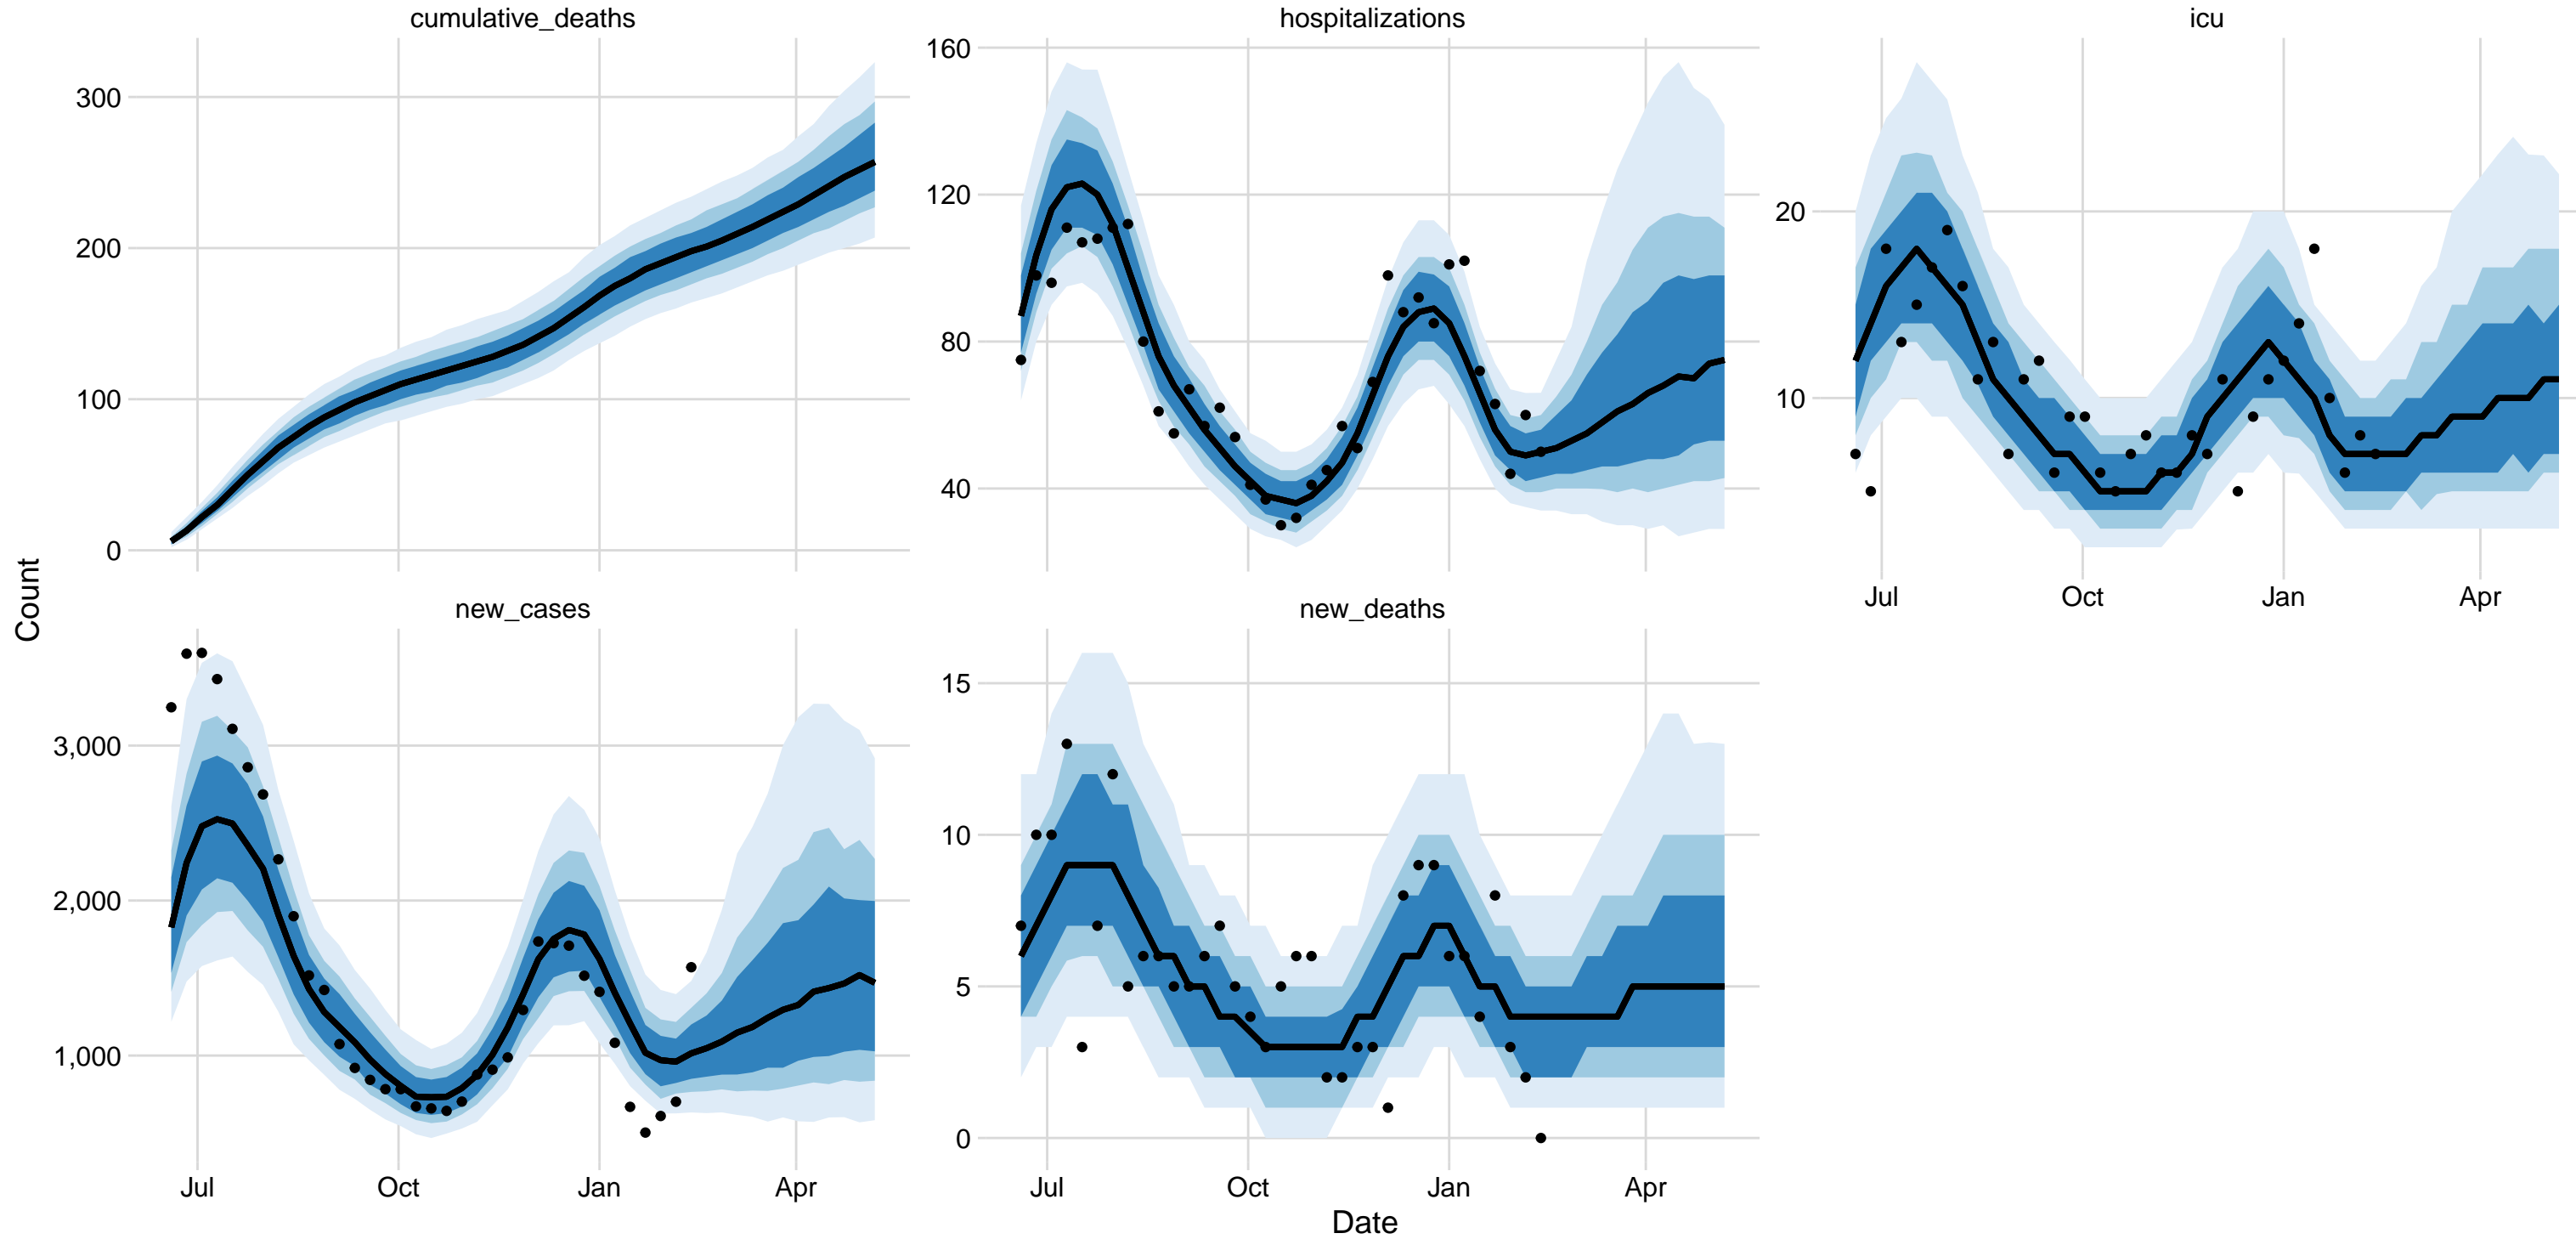 cumulative_deaths
hospitalizations
icu
300
200
100
0
160
120
80
40
20
10
Jul Oct Jan Apr
Count
new_cases
new_deaths
3,000
2,000
1,000
Jul Oct Jan Apr
15
10
5
0
Jul Oct Jan Apr
Date